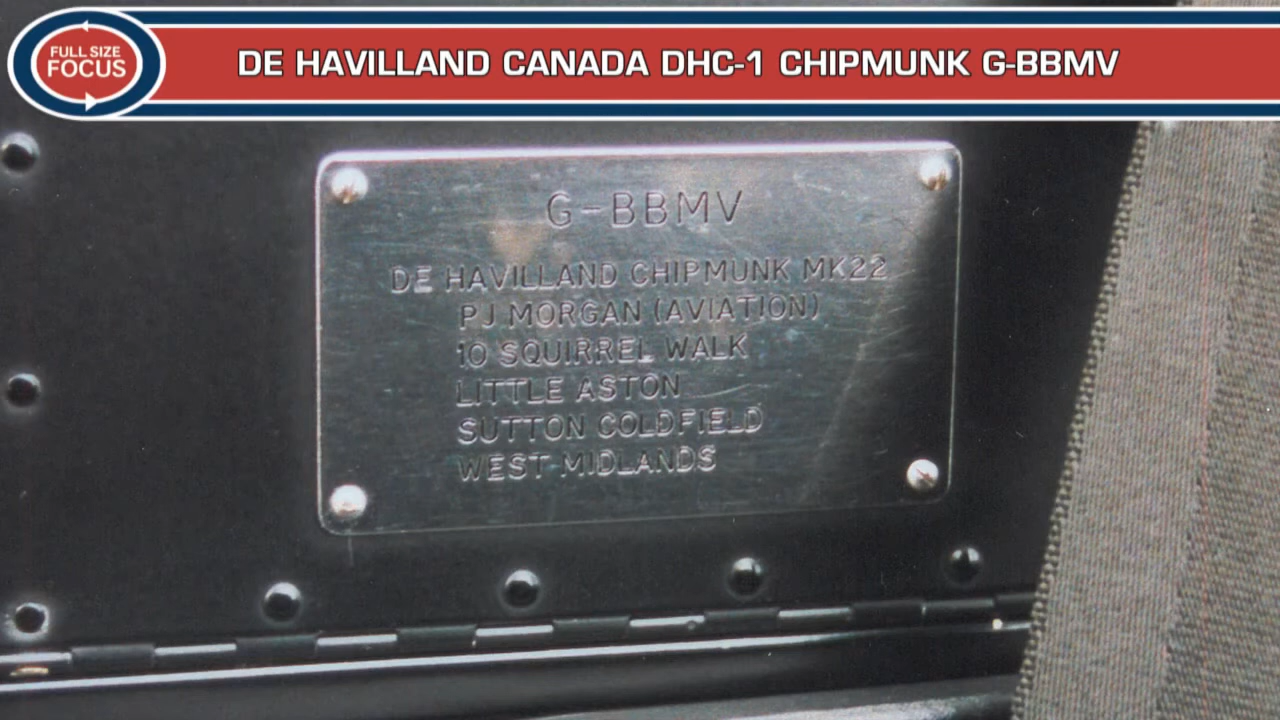 FULL SIZE
FOCUS
DE HAVILLAND CANADA DHC-1 CHIPMUNK G-BBMV
G-BBMV
DE HAVILLAND CHIPMUNK MK22
PJ MORGAN (AVIATION)
10 SQUIRREL WALK
LITTLE ASTON
SUTTON COLDFIELD
WEST MIDLANDS